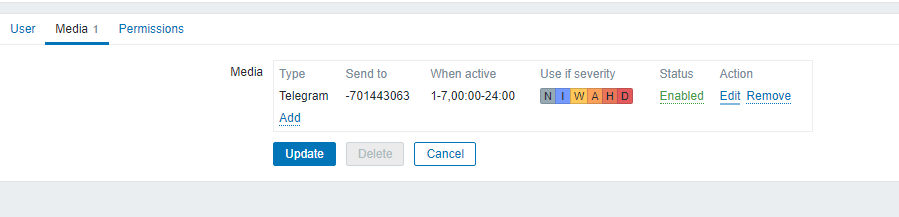 User Media 1 Permissions
Media Type Send to When active Use if severity Status Action
Telegram -701443063 1-7,00:00-24:00 N I W A H D Enabled Edit Remove
Add
Update Delete Cancel